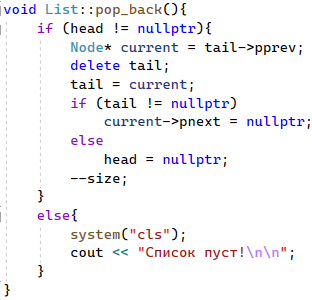 void List::pop_back(){
    if (head != nullptr){
        Node* current = tail->pprev;
        delete tail;
        tail = current;
        if (tail != nullptr)
            current->pnext = nullptr;
        else
            head = nullptr;
        --size;
    }
    else{
        system("cls");
        cout << "Список пуст!\n\n";
    }
}